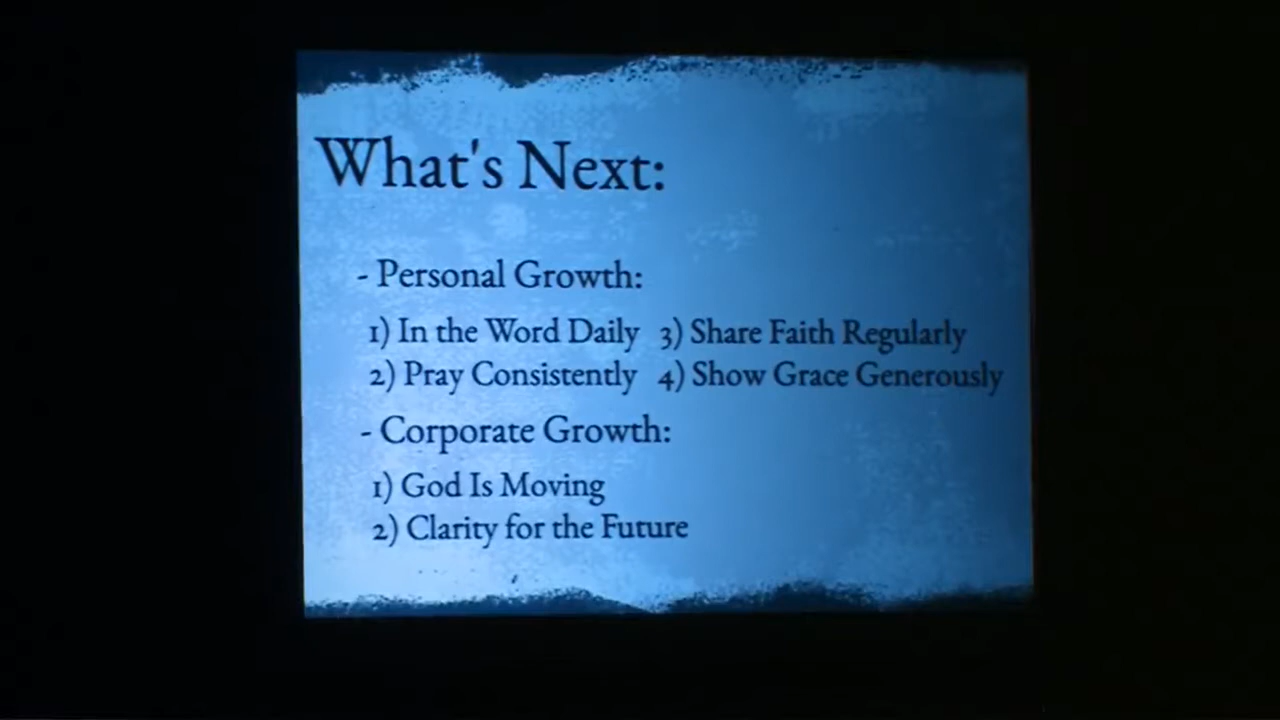 What's Next:
- Personal Growth:
1) In the Word Daily 3) Share Faith Regularly
2) Pray Consistently 4) Show Grace Generously
- Corporate Growth:
1) God Is Moving
2) Clarity for the Future